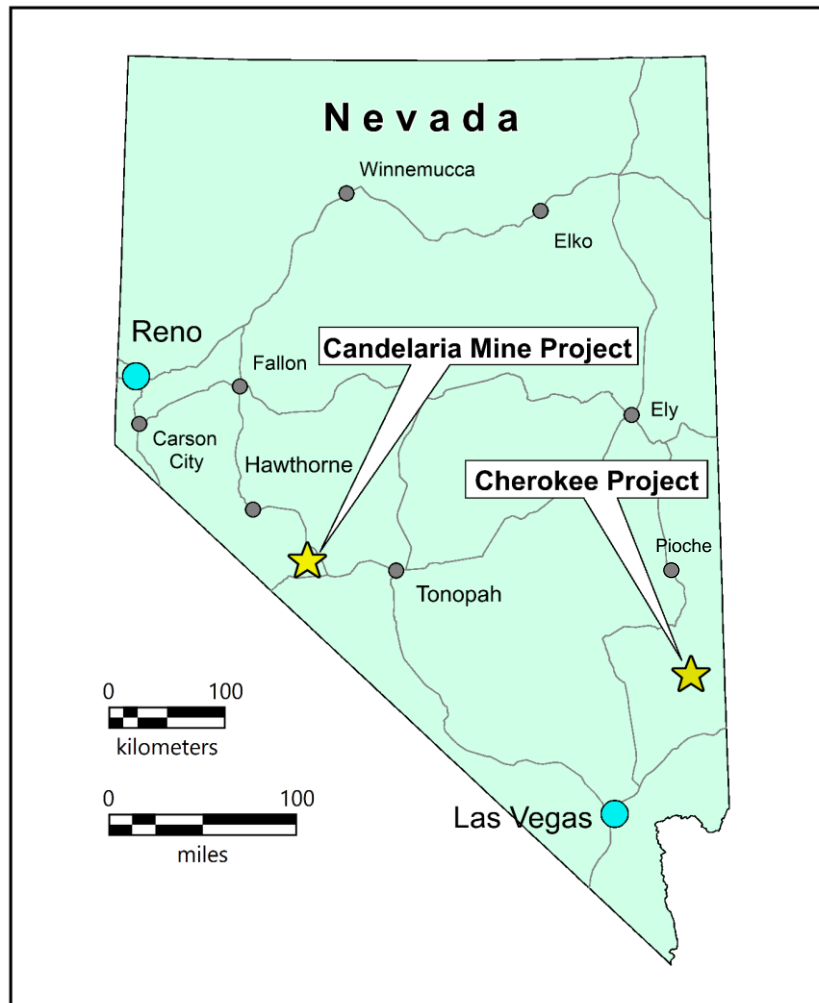 Nevada
Winnemucca
Elko
Reno
Candelaria Mine Project
Fallon
Ely
Carson
City
Hawthorne
Cherokee Project
Pioche
Tonopah
0 100
kilometers
0 100
miles
Las Vegas